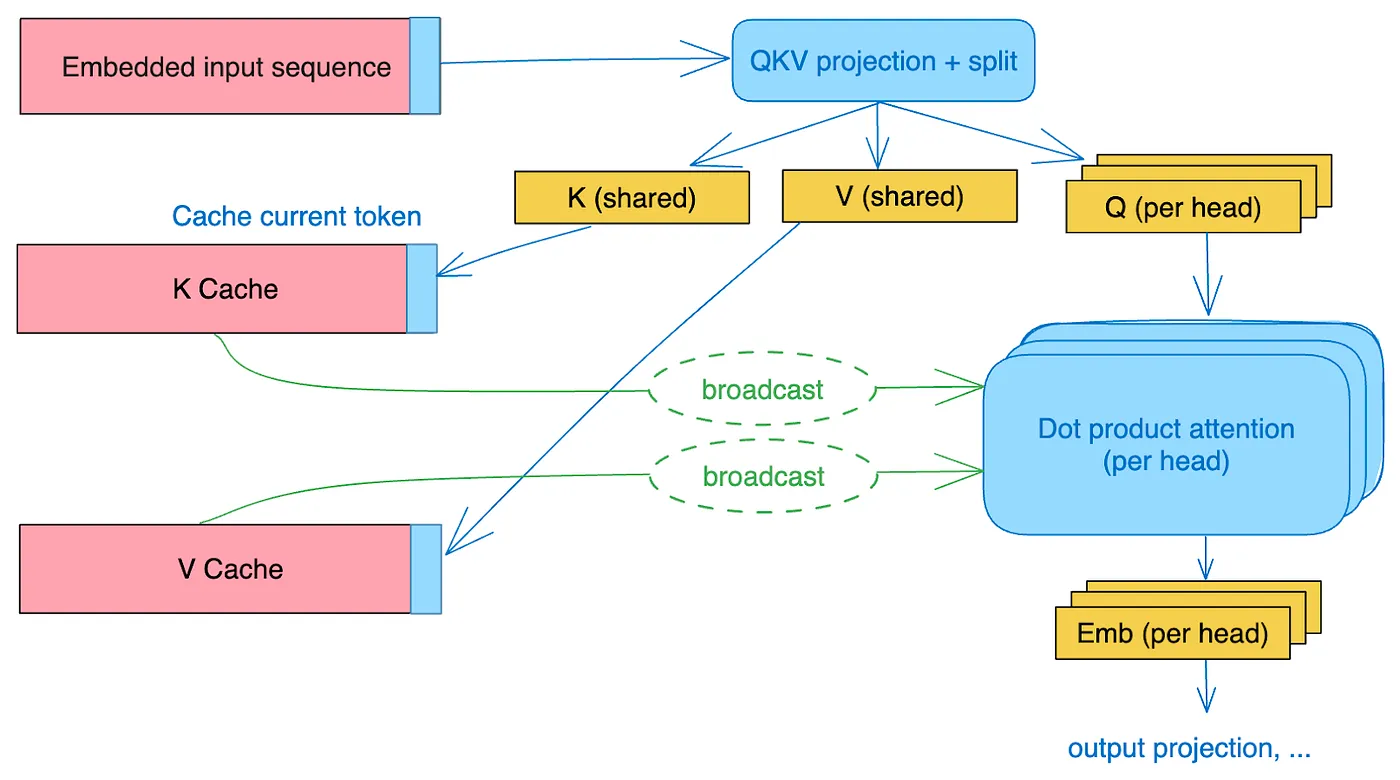 Embedded input sequence
QKV projection + split
K (shared)
V (shared)
Q (per head)
Cache current token
K Cache
broadcast
Dot product attention
(per head)
broadcast
V Cache
Emb (per head)
output projection, ...